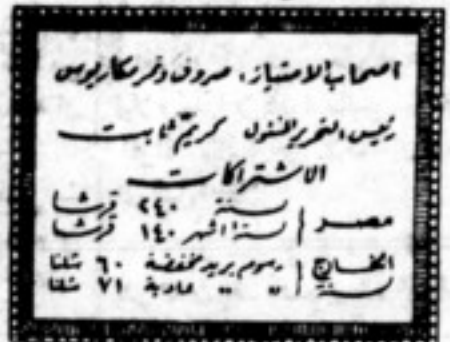 اصحاب الامتياز: صروف ونمر ومكاريوس
رئيس التحرير المسئول كريم ثابت
الاشتراكات
مصر سنة ٢٤٠ قرشا
ستة اشهر ١٤٠ قرشا
الخارج رسوم بريد مخفضة ٦٠ شلنا
سنة " " عادية ٧١ شلنا